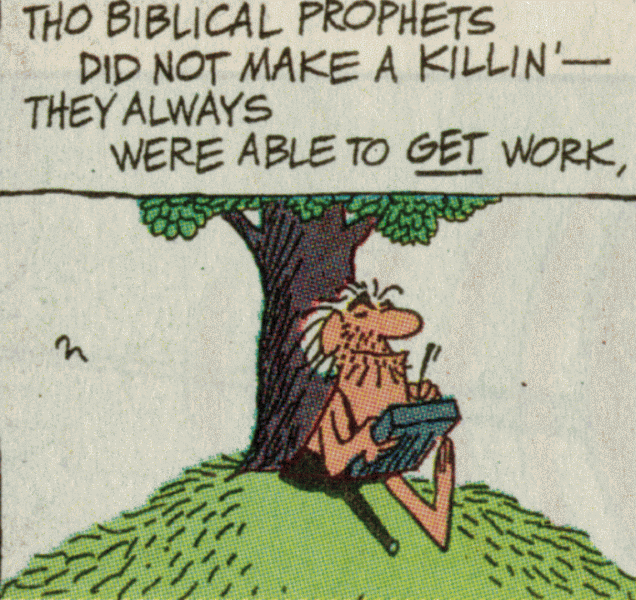 THO BIBLICAL PROPHETS
DID NOT MAKE A KILLIN'—
THEY ALWAYS
WERE ABLE TO GET WORK,